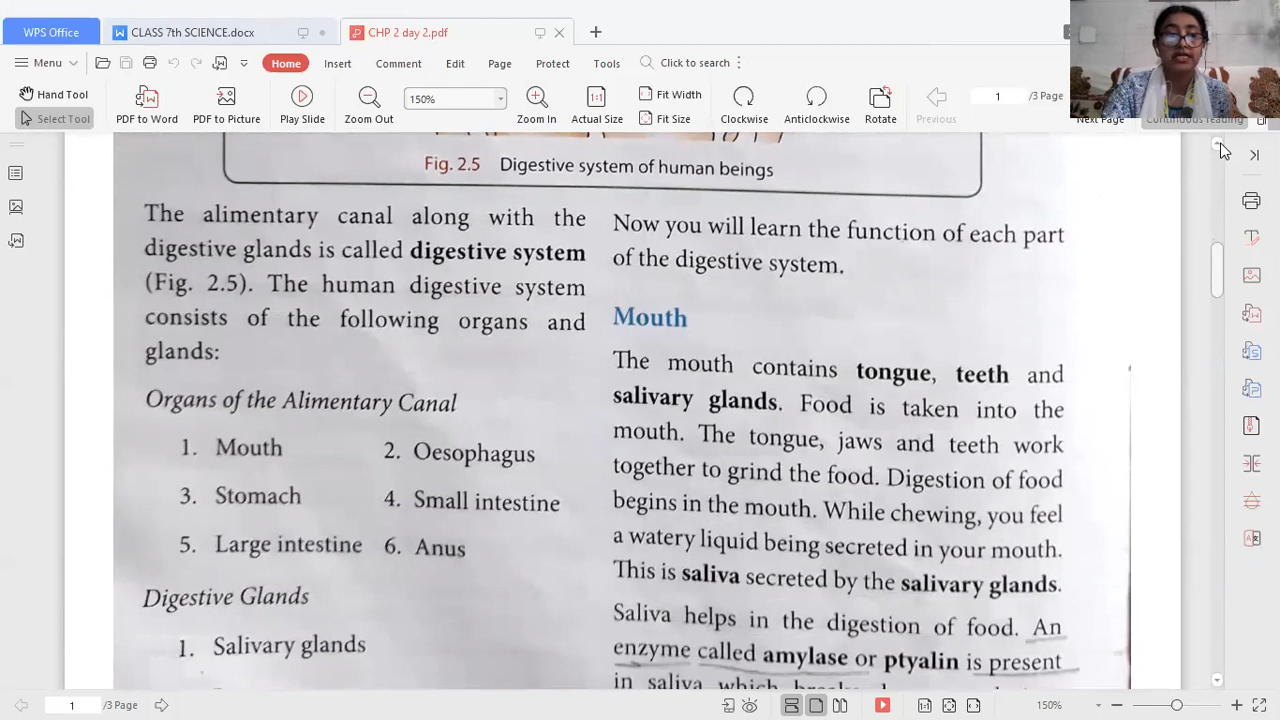 WPS Office
CLASS 7th SCIENCE.docx
CHP 2 day 2.pdf
Menu
Home
Insert
Comment
Edit
Page
Protect
Tools
Click to search
Hand Tool
Select Tool
PDF to Word
PDF to Picture
Play Slide
Zoom Out
150%
Zoom In
Actual Size
Fit Width
Fit Size
Clockwise
Anticlockwise
Rotate
Previous
1
/3 Page
Next Page
Continuous reading
Fig. 2.5 Digestive system of human beings
The alimentary canal along with the
digestive glands is called digestive system
(Fig. 2.5). The human digestive system
consists of the following organs and
glands:
Organs of the Alimentary Canal
1. Mouth 2. Oesophagus
3. Stomach 4. Small intestine
5. Large intestine 6. Anus
Digestive Glands
1. Salivary glands
Now you will learn the function of each part
of the digestive system.
Mouth
The mouth contains tongue, teeth and
salivary glands. Food is taken into the
mouth. The tongue, jaws and teeth work
together to grind the food. Digestion of food
begins in the mouth. While chewing, you feel
a watery liquid being secreted in your mouth.
This is saliva secreted by the salivary glands.
Saliva helps in the digestion of food. An
enzyme called amylase or ptyalin is present
in saliva which
1
/3 Page
150%